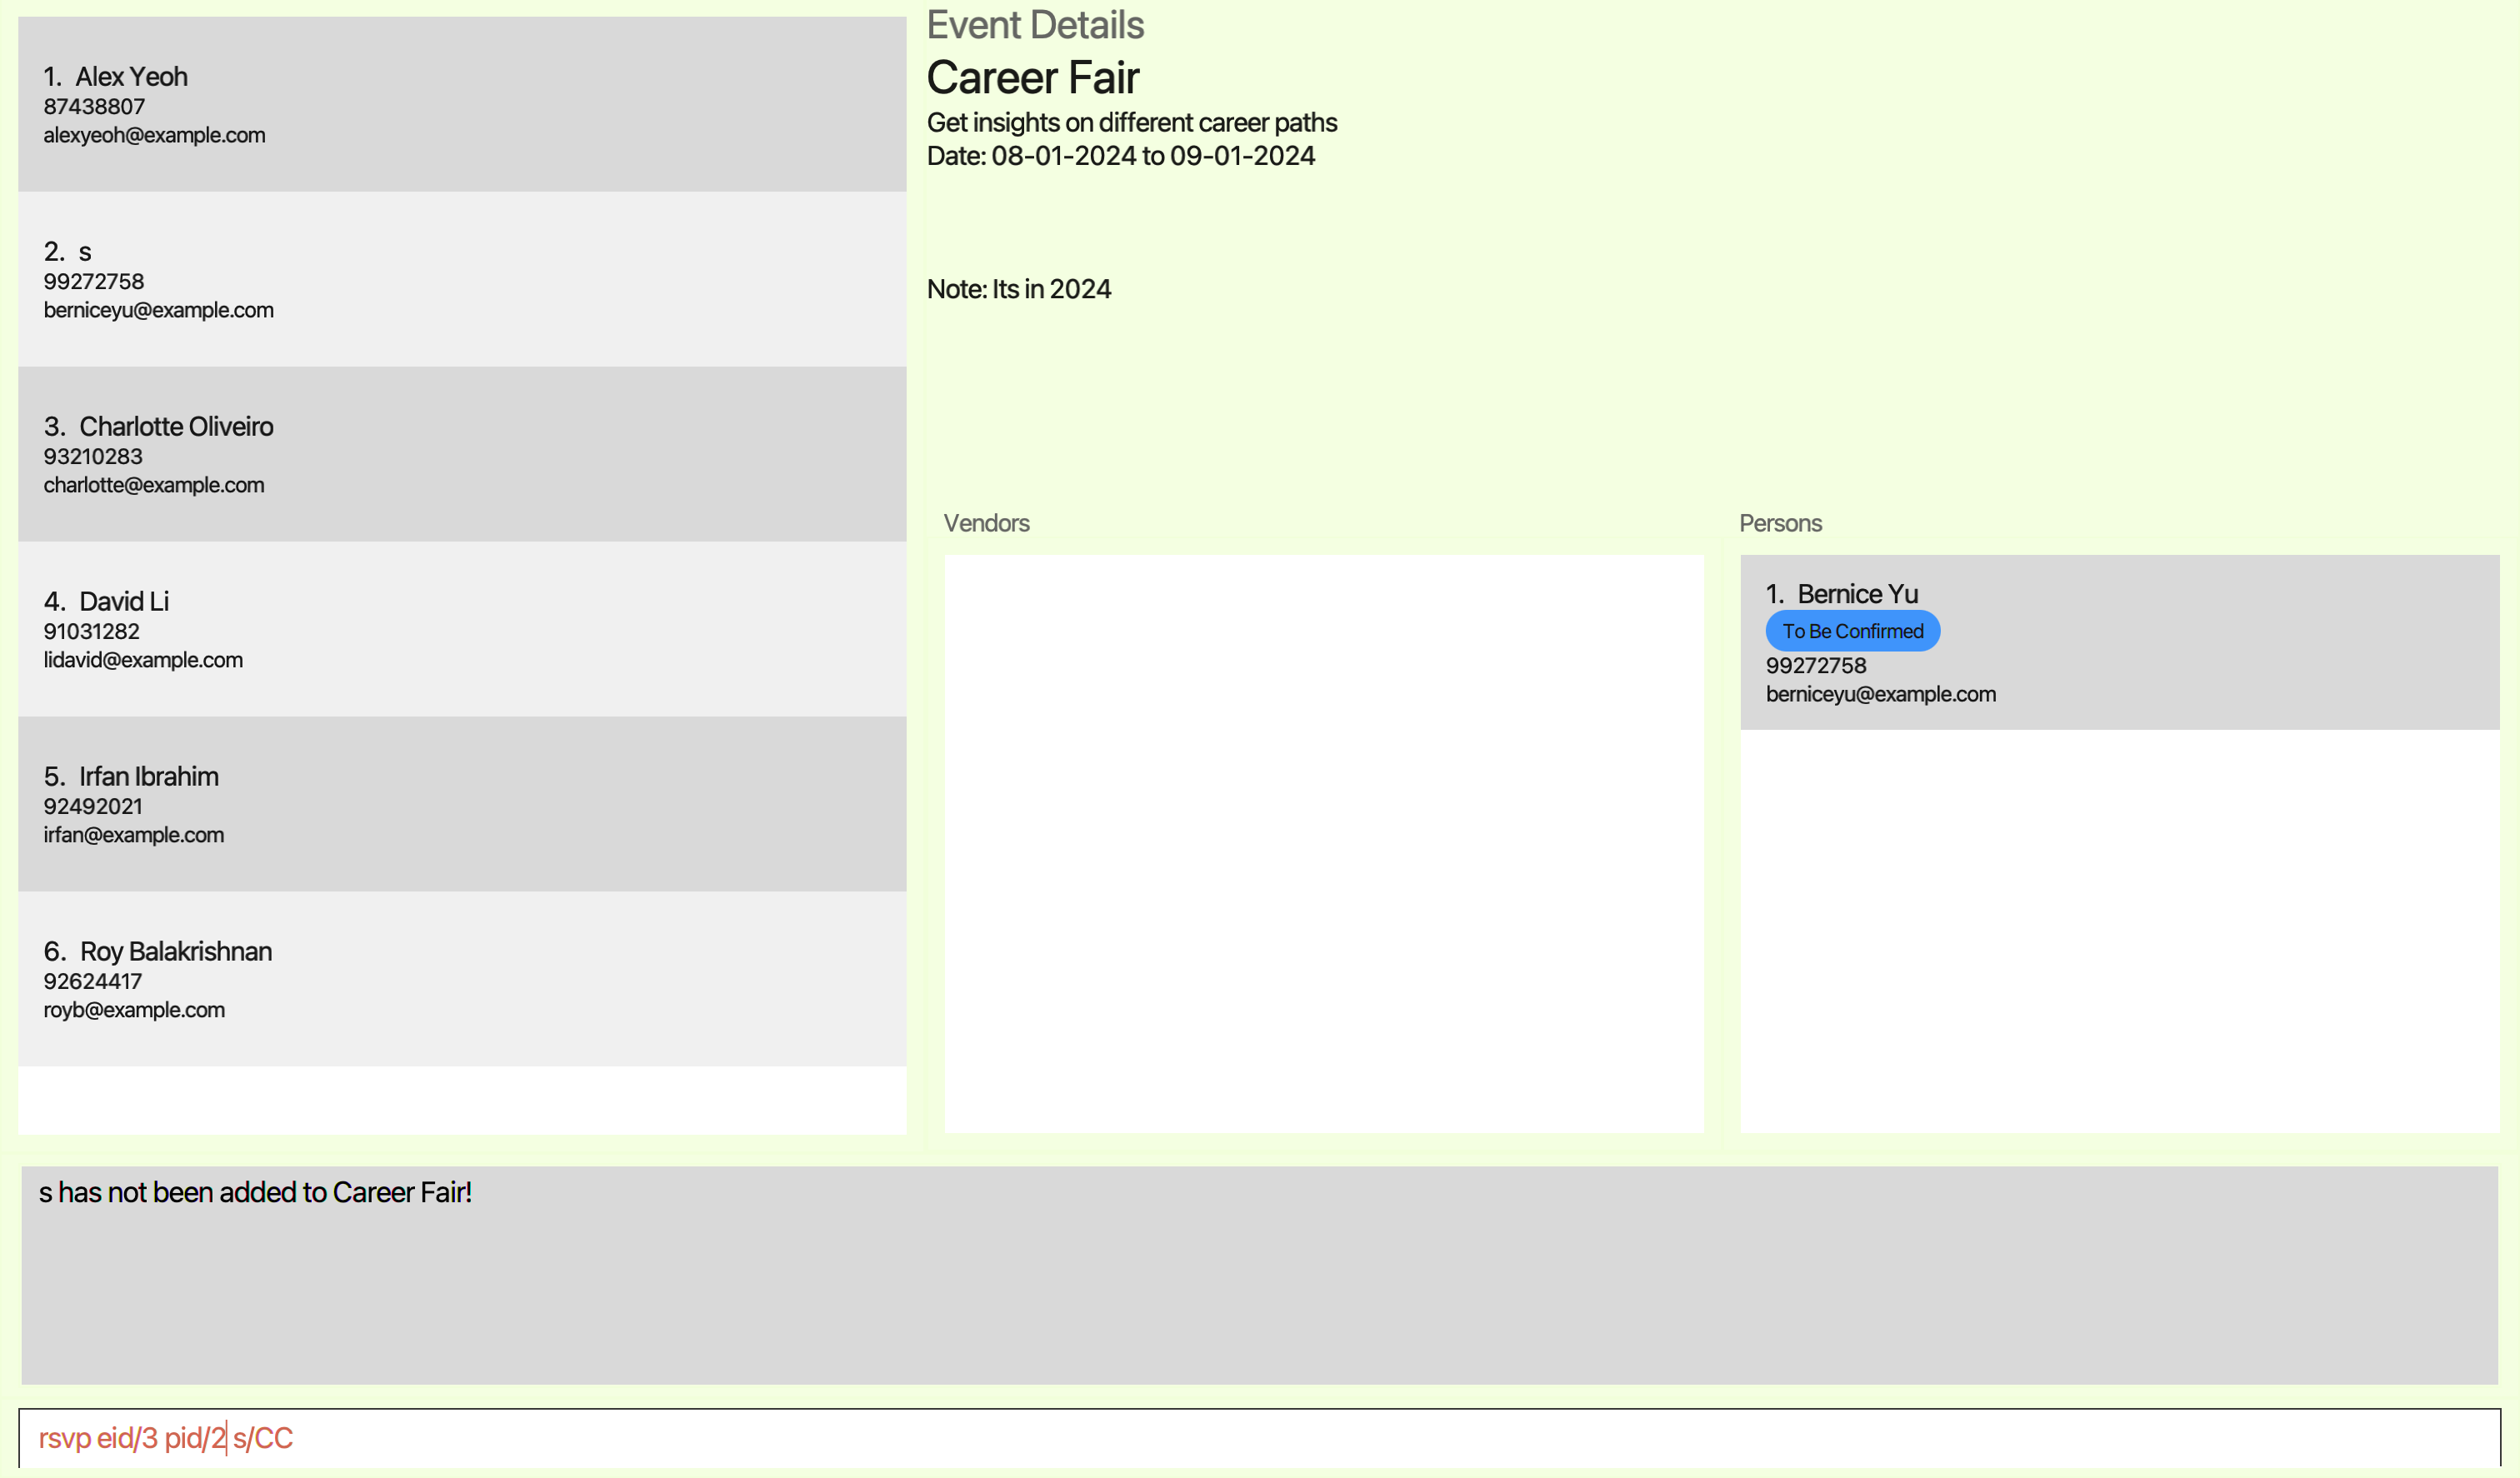 1. Alex Yeoh
87438807
alexyeoh@example.com
2. s
99272758
berniceyu@example.com
3. Charlotte Oliveiro
93210283
charlotte@example.com
4. David Li
91031282
lidavid@example.com
5. Irfan Ibrahim
92492021
irfan@example.com
6. Roy Balakrishnan
92624417
royb@example.com
Event Details
Career Fair
Get insights on different career paths
Date: 08-01-2024 to 09-01-2024
Note: Its in 2024
Vendors
Persons
1. Bernice Yu
To Be Confirmed
99272758
berniceyu@example.com
s has not been added to Career Fair!
rsvp eid/3 pid/2 s/CC